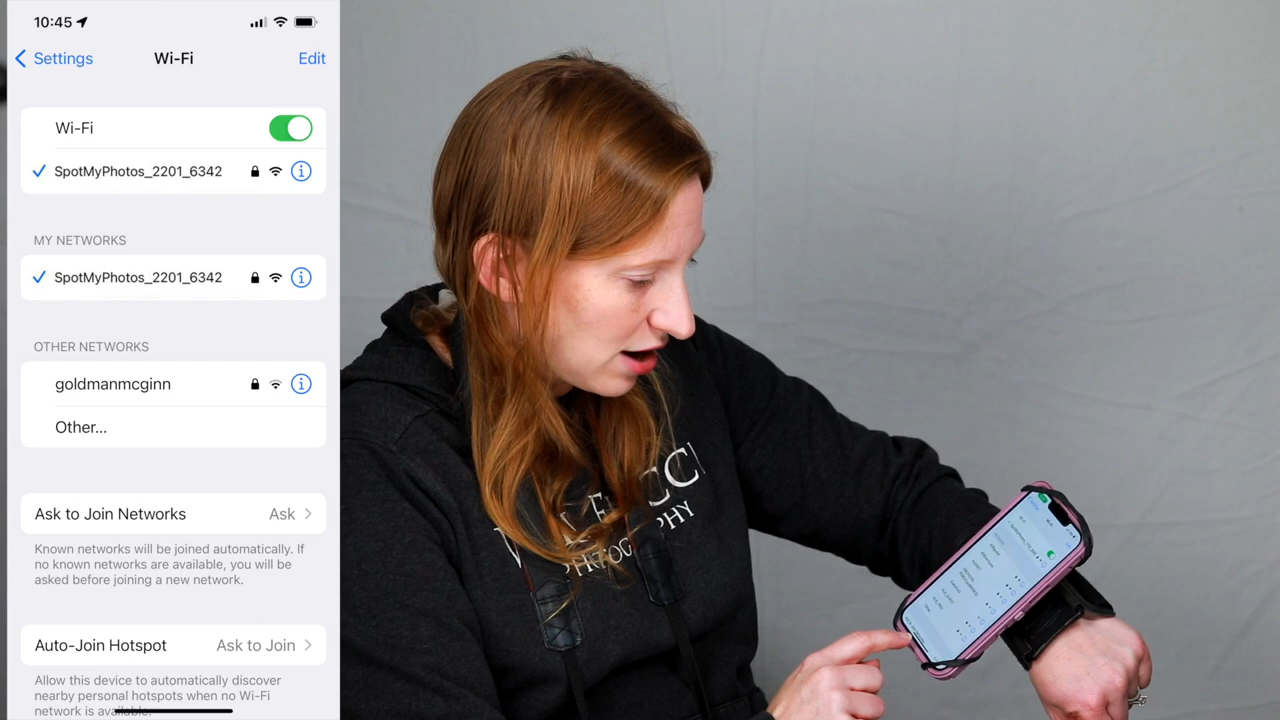 10:45
Settings
Wi-Fi
Edit
Wi-Fi
SpotMyPhotos_2201_6342
MY NETWORKS
SpotMyPhotos_2201_6342
OTHER NETWORKS
goldmanmcginn
Other...
Ask to Join Networks
Ask
Known networks will be joined automatically. If
no known networks are available, you will be
asked before joining a new network.
Auto-Join Hotspot
Ask to Join
Allow this device to automatically discover
nearby personal hotspots when no Wi-Fi
network is available.